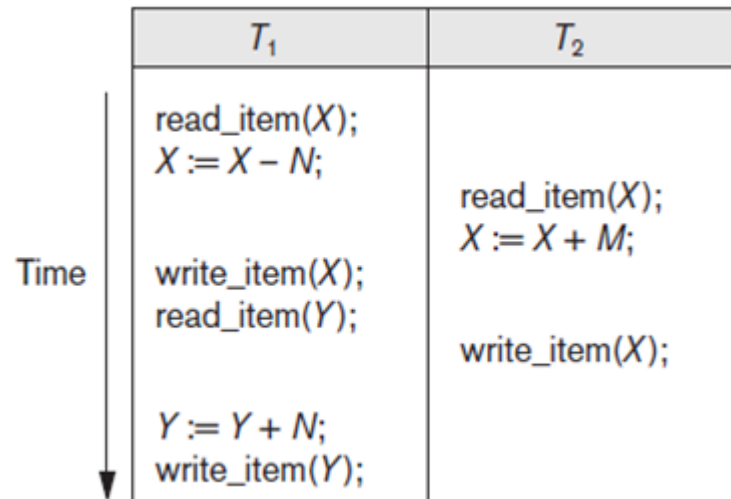 T1 T2
read_item(X);
X := X – N;
read_item(X);
X := X + M;
Time
write_item(X);
read_item(Y);
write_item(X);
Y := Y + N;
write_item(Y);